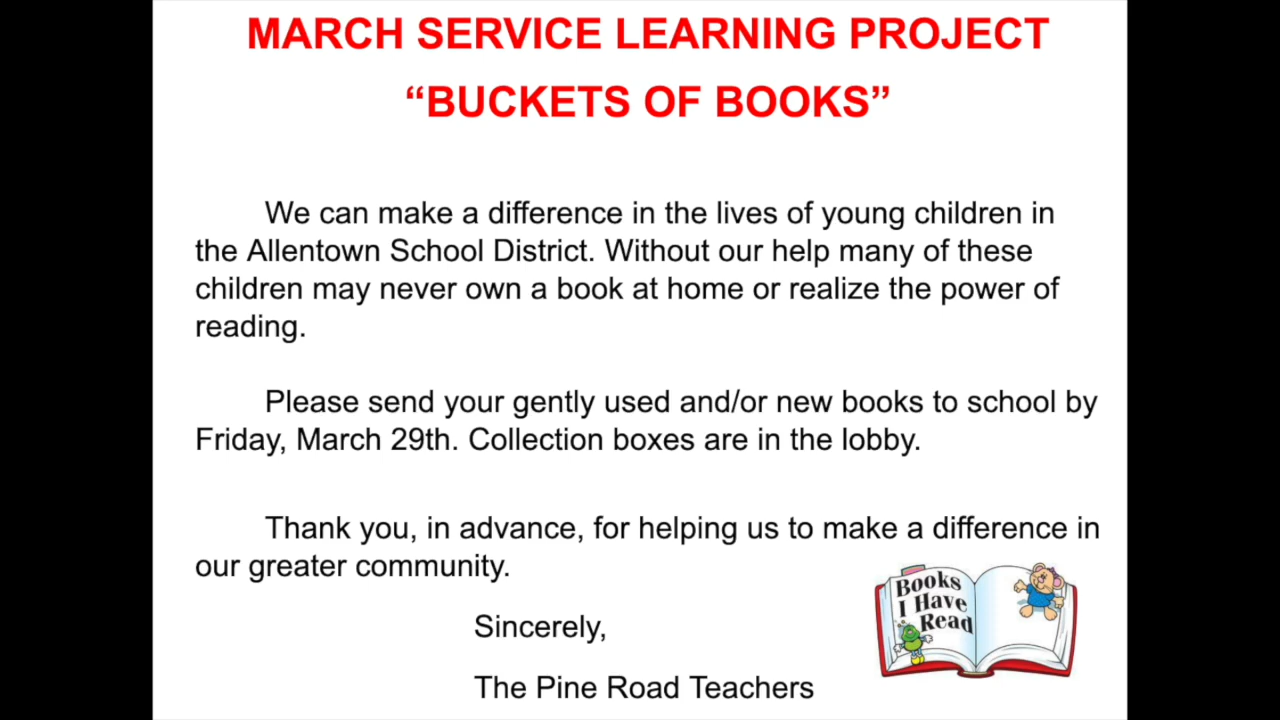 MARCH SERVICE LEARNING PROJECT
“BUCKETS OF BOOKS”
We can make a difference in the lives of young children in
the Allentown School District. Without our help many of these
children may never own a book at home or realize the power of
reading.
Please send your gently used and/or new books to school by
Friday, March 29th. Collection boxes are in the lobby.
Thank you, in advance, for helping us to make a difference in
our greater community.
Books
I Have
Read
Sincerely,
The Pine Road Teachers